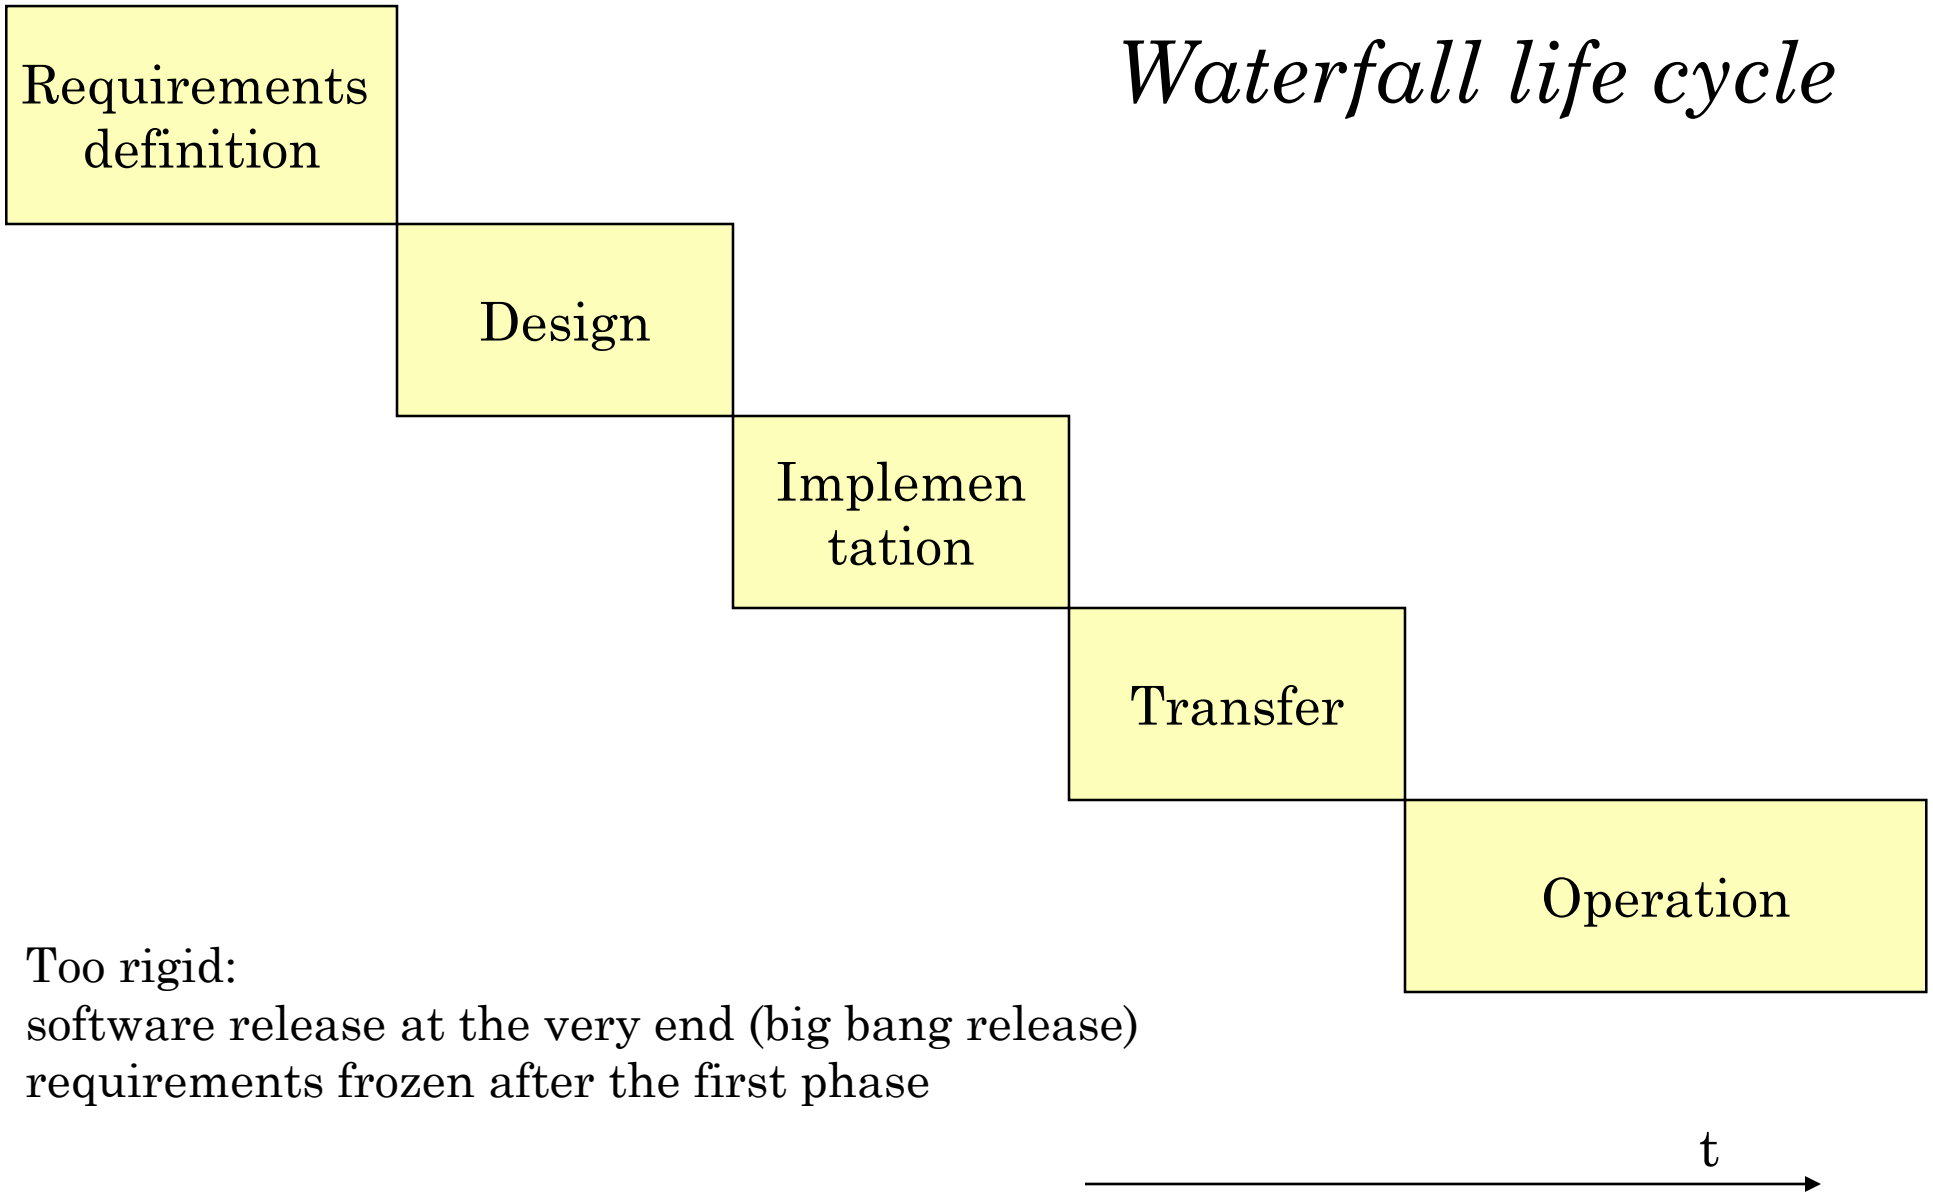 Waterfall life cycle
Requirements
definition
Design
Implemen
tation
Transfer
Operation
Too rigid:
software release at the very end (big bang release)
requirements frozen after the first phase
t